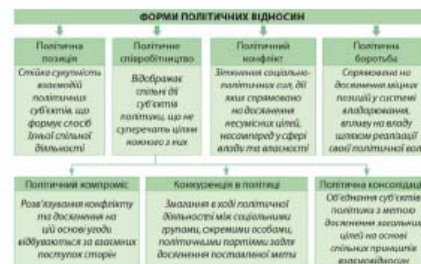 ФОРМИ ПОЛІТИЧНИХ ВІДНОСИН
Політична
позиція
Стійка сукупність
взаємодій
політичних
суб'єктів, що
формує спосіб
їхньої спільної
діяльності
Політичне
співробітництво
Відображає
спільні дії
суб'єктів
політики, що не
суперечать цілям
кожного з них
Політичний
конфлікт
Зіткнення соціально-
політичних сил, дії
яких спрямовано
на досягнення
несумісних цілей,
насамперед у сфері
влади та власності
Політична
боротьба
Спрямована на
досягнення міцних
позицій у системі
владарювання,
впливу на владу
шляхом реалізації
своєї політичної волі
Політичний компроміс
Розв'язування конфлікту
та досягнення на
цій основі угоди
відбуваються за взаємних
поступок сторін
Конкуренція в політиці
Змагання в ході політичної
діяльності між соціальними
групами, окремими особами,
політичними партіями задля
досягнення поставленої мети
Політична консолідація
Об'єднання суб'єктів
політики з метою
досягнення загальних
цілей на основі
спільних принципів
взаємовідносин